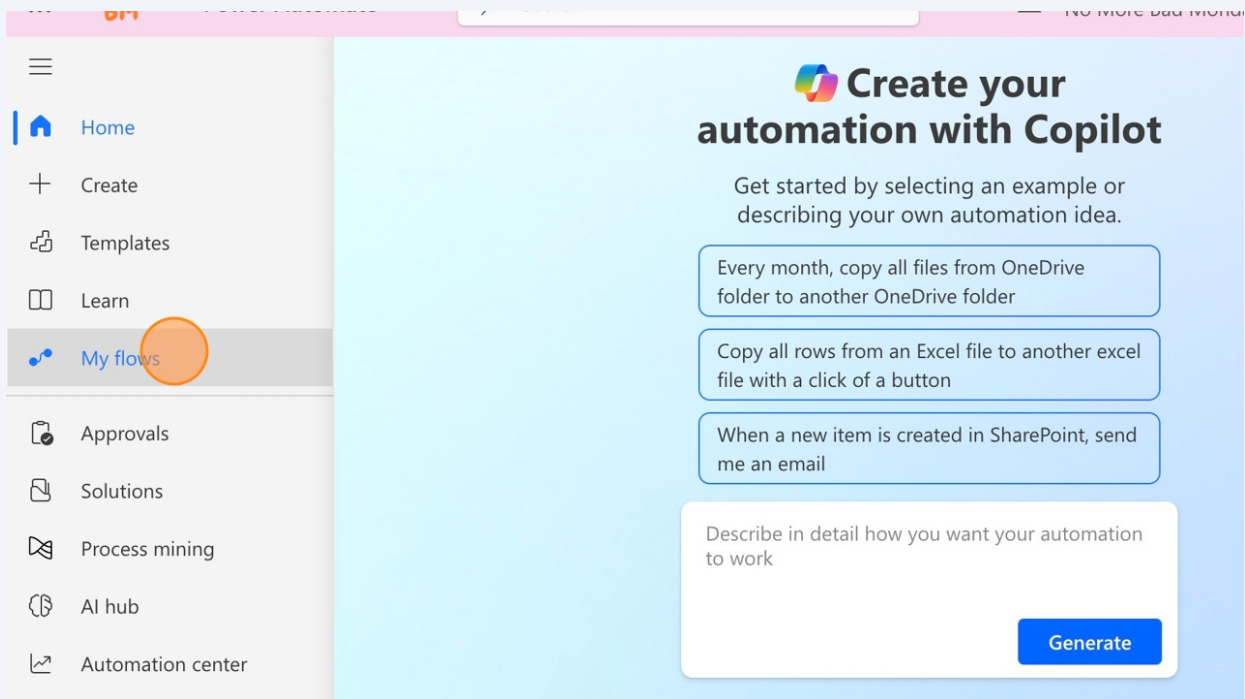 Home
Create
Templates
Learn
My flows
Approvals
Solutions
Process mining
AI hub
Automation center
Create your
automation with Copilot
Get started by selecting an example or
describing your own automation idea.
Every month, copy all files from OneDrive
folder to another OneDrive folder
Copy all rows from an Excel file to another excel
file with a click of a button
When a new item is created in SharePoint, send
me an email
Describe in detail how you want your automation
to work
Generate